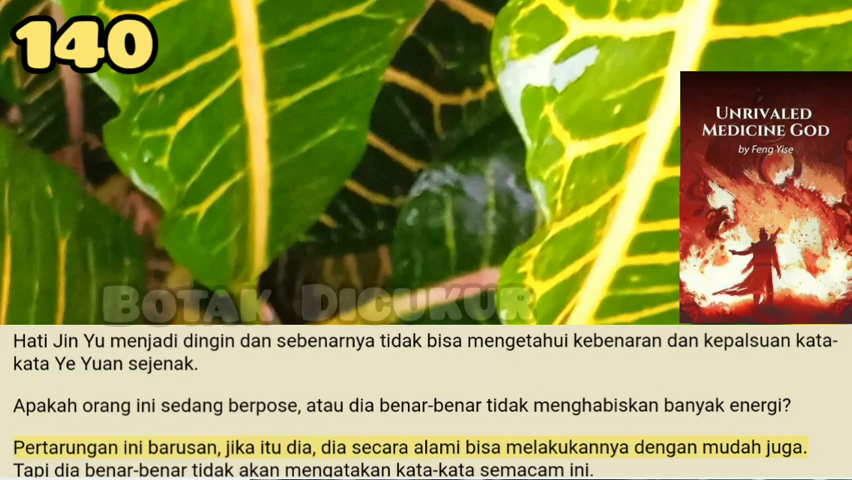 140
UNRIVALED
MEDICINE GOD
by Feng Yise
BOTAK DICUKUR
Hati Jin Yu menjadi dingin dan sebenarnya tidak bisa mengetahui kebenaran dan kepalsuan kata-
kata Ye Yuan sejenak.
Apakah orang ini sedang berpose, atau dia benar-benar tidak menghabiskan banyak energi?
Pertarungan ini barusan, jika itu dia, dia secara alami bisa melakukannya dengan mudah juga.
Tapi dia benar-benar tidak akan mengatakan kata-kata semacam ini.